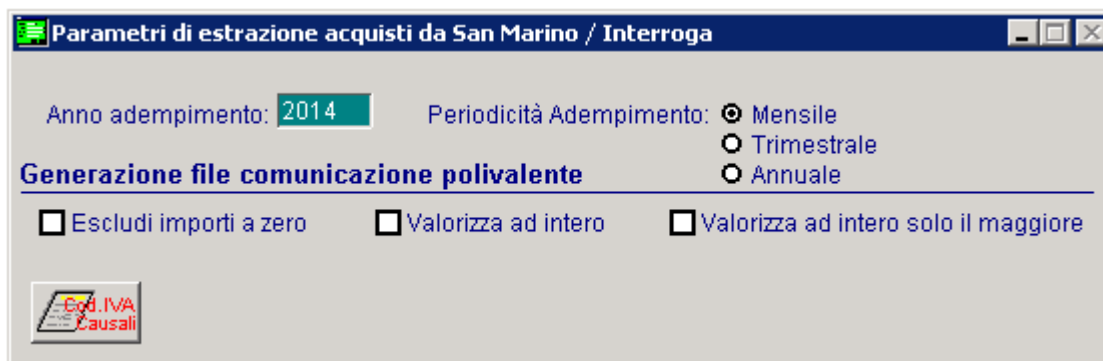 Parametri di estrazione acquisti da San Marino / Interroga
Anno adempimento: 2014 Periodicità Adempimento: Mensile
Trimestrale
Generazione file comunicazione polivalente Annuale
Escludi importi a zero Valorizza ad intero Valorizza ad intero solo il maggiore
Cod.IVA
Causali